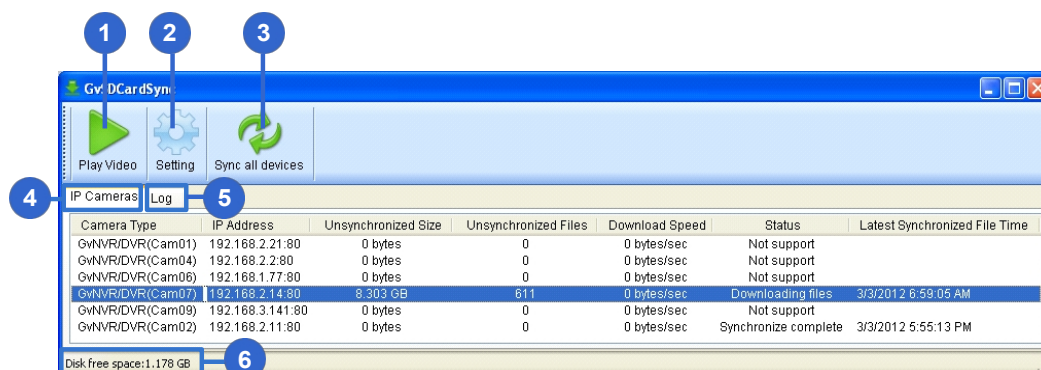 1 2 3
GvSDCardSync
Play Video Setting Sync all devices
4 IP Cameras Log 5
Camera Type IP Address Unsynchronized Size Unsynchronized Files Download Speed Status Latest Synchronized File Time
GvNVR/DVR(Cam01) 192.168.2.21:80 0 bytes 0 0 bytes/sec Not support
GvNVR/DVR(Cam04) 192.168.2.2:80 0 bytes 0 0 bytes/sec Not support
GvNVR/DVR(Cam06) 192.168.1.77:80 0 bytes 0 0 bytes/sec Not support
GvNVR/DVR(Cam07) 192.168.2.14:80 8.303 GB 611 0 bytes/sec Downloading files 3/3/2012 6:59:05 AM
GvNVR/DVR(Cam09) 192.168.3.141:80 0 bytes 0 0 bytes/sec Not support
GvNVR/DVR(Cam02) 192.168.2.11:80 0 bytes 0 0 bytes/sec Synchronize complete 3/3/2012 5:55:13 PM
Disk free space:1.178 GB 6